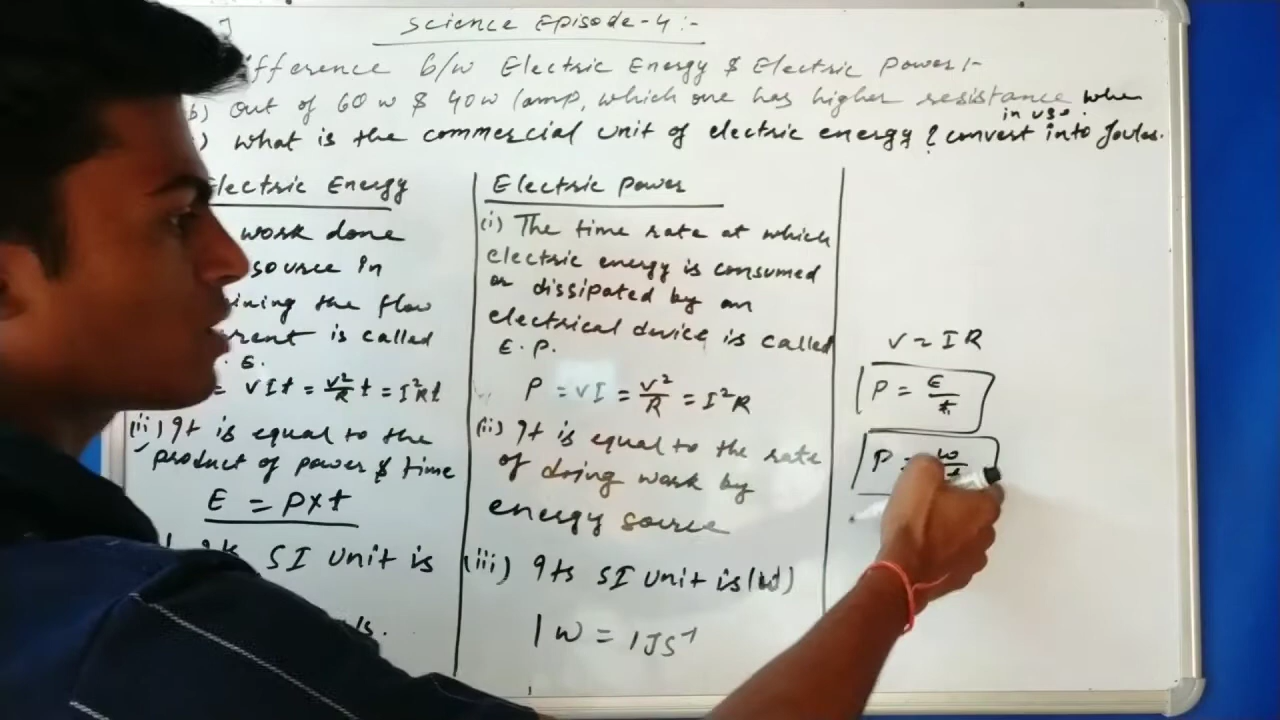 Science Episode-4:-
ifference b/w Electric Energy $ Electric Power:-
b) Out of 60w $ 40w lamp, which one has higher resistance when
in use.
) What is the commercial unit of electric energy & convert into Joules.
Electric Energy
work done
source in
ining the flow
rrent is called
. E.
= VIt = V²/R t = I²Rt
(ii) It is equal to the
product of power $ time
E = P×t
SI unit is
Electric Power
(i) The time rate at which
electric energy is consumed
or dissipated by an
electrical device is called
E.P.
P = VI = V²/R = I²R
(ii) It is equal to the rate
of doing work by
energy source
(iii) Its SI unit is (W)
1W = 1JS⁻¹
V = IR
P = E/t
P = W/t